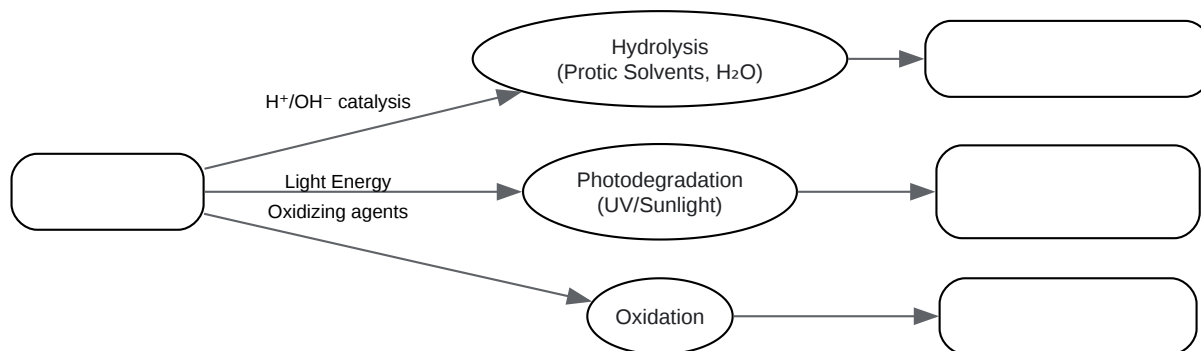 Hydrolysis
(Protic Solvents, H₂O)
H⁺/OH⁻ catalysis
Light Energy
Photodegradation
(UV/Sunlight)
Oxidizing agents
Oxidation